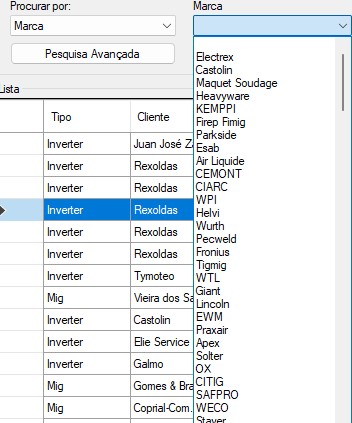 Procurar por:
Marca
Marca
Pesquisa Avançada
Lista
Tipo
Cliente
Inverter
Juan José
Inverter
Rexoldas
Inverter
Rexoldas
Inverter
Rexoldas
Inverter
Rexoldas
Inverter
Rexoldas
Inverter
Tymoteo
Mig
Vieira dos
Inverter
Castolin
Inverter
Elie Service
Inverter
Galmo
Mig
Gomes &
Mig
Coprial-Com.
Electrex
Castolin
Maquet Soudage
Heavyware
KEMPPI
Firep Fimig
Parkside
Esab
Air Liquide
CEMONT
CIARC
WPI
Helvi
Wurth
Pecweld
Fronius
Tigmig
WTL
Giant
Lincoln
EWM
Praxair
Apex
Solter
OX
CITIG
SAFPRO
WECO